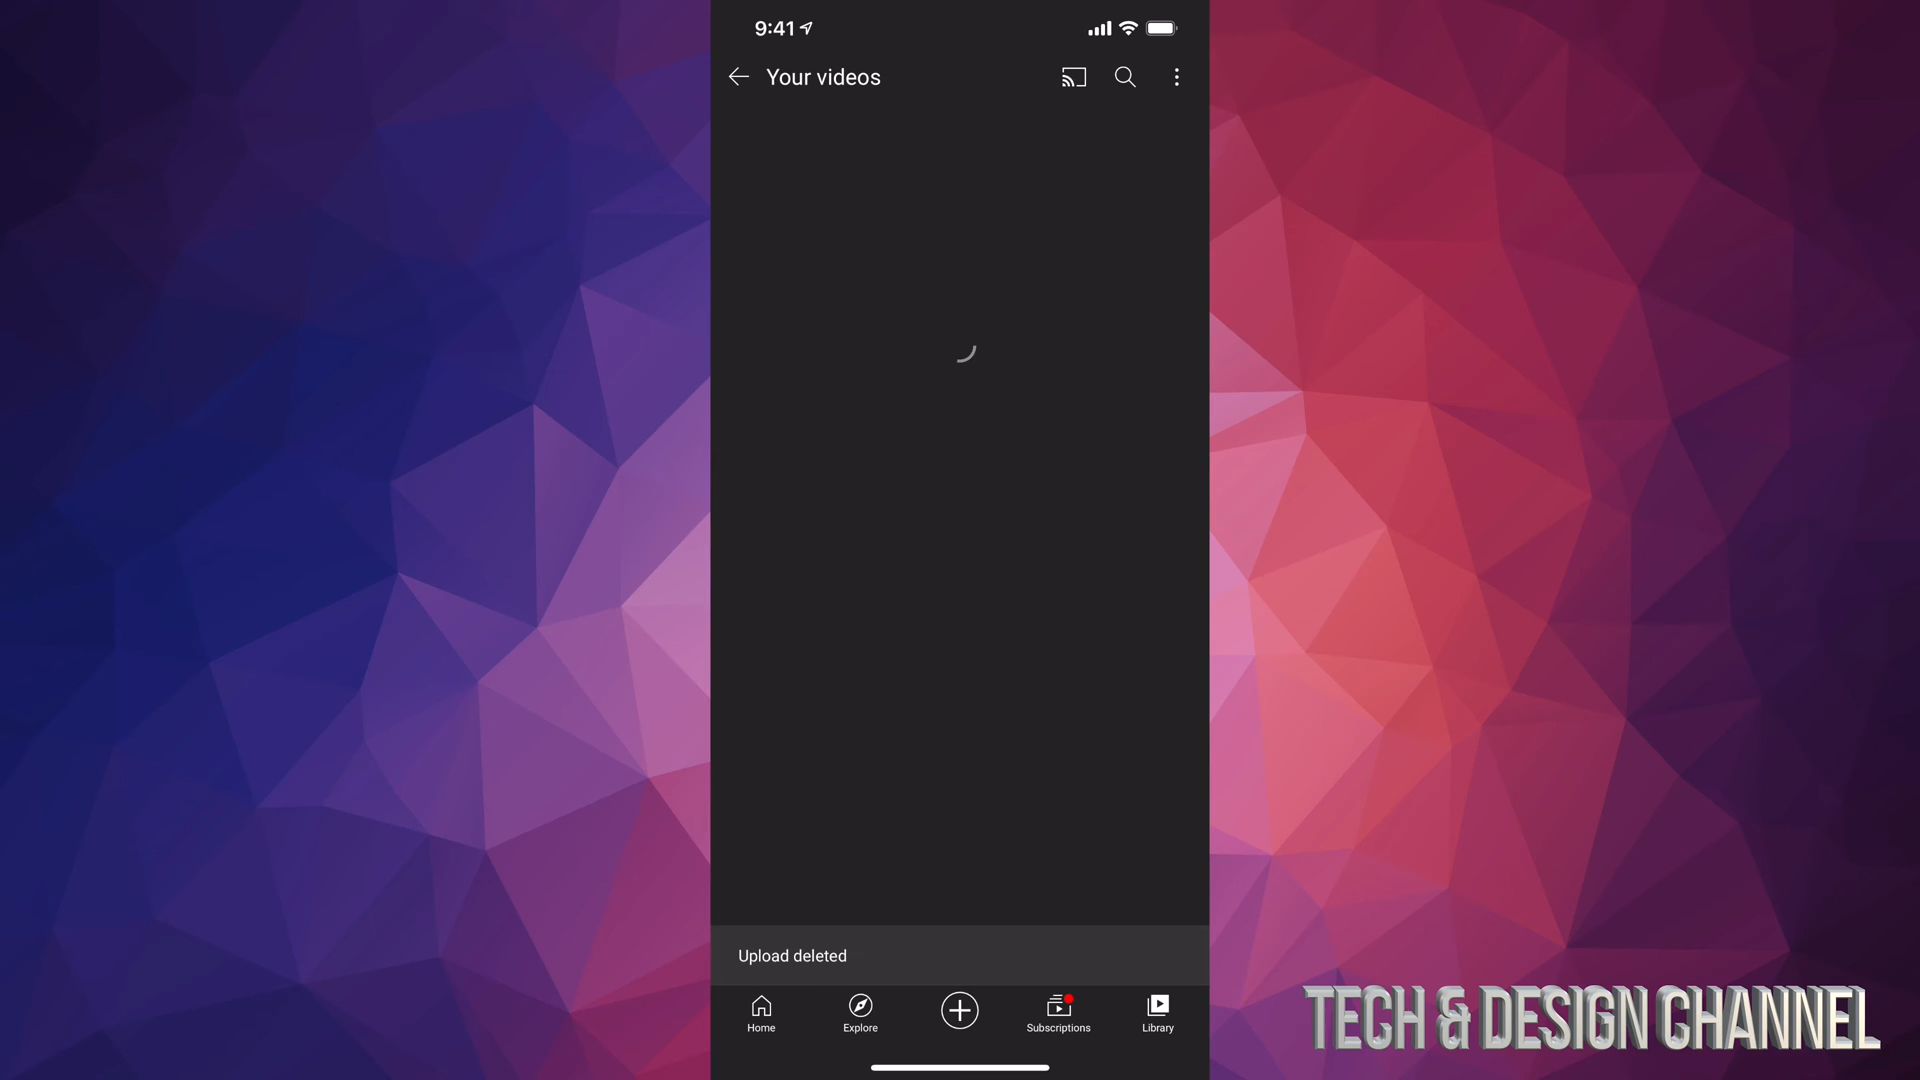 9:41
Your videos
Upload deleted
Home
Explore
Subscriptions
Library
TECH & DESIGN CHANNEL